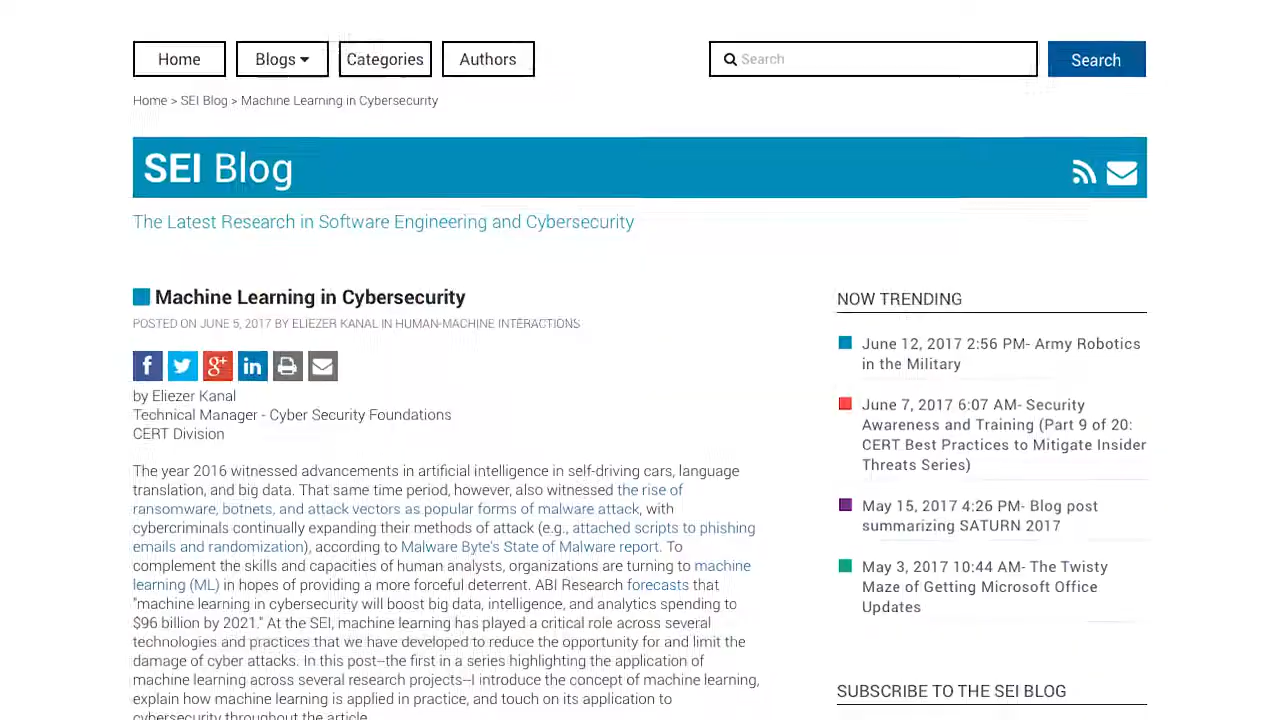 Home Blogs Categories Authors Search Search
Home > SEI Blog > Machine Learning in Cybersecurity
SEI Blog
The Latest Research in Software Engineering and Cybersecurity
Machine Learning in Cybersecurity
POSTED ON JUNE 5, 2017 BY ELIEZER KANAL IN HUMAN-MACHINE INTERACTIONS
f g+ in
by Eliezer Kanal
Technical Manager - Cyber Security Foundations
CERT Division
The year 2016 witnessed advancements in artificial intelligence in self-driving cars, language
translation, and big data. That same time period, however, also witnessed the rise of
ransomware, botnets, and attack vectors as popular forms of malware attack, with
cybercriminals continually expanding their methods of attack (e.g., attached scripts to phishing
emails and randomization), according to Malware Byte's State of Malware report. To
complement the skills and capacities of human analysts, organizations are turning to machine
learning (ML) in hopes of providing a more forceful deterrent. ABI Research forecasts that
"machine learning in cybersecurity will boost big data, intelligence, and analytics spending to
$96 billion by 2021." At the SEI, machine learning has played a critical role across several
technologies and practices that we have developed to reduce the opportunity for and limit the
damage of cyber attacks. In this post--the first in a series highlighting the application of
machine learning across several research projects--I introduce the concept of machine learning,
explain how machine learning is applied in practice, and touch on its application to
cybersecurity throughout the article.
NOW TRENDING
June 12, 2017 2:56 PM- Army Robotics
in the Military
June 7, 2017 6:07 AM- Security
Awareness and Training (Part 9 of 20:
CERT Best Practices to Mitigate Insider
Threats Series)
May 15, 2017 4:26 PM- Blog post
summarizing SATURN 2017
May 3, 2017 10:44 AM- The Twisty
Maze of Getting Microsoft Office
Updates
SUBSCRIBE TO THE SEI BLOG